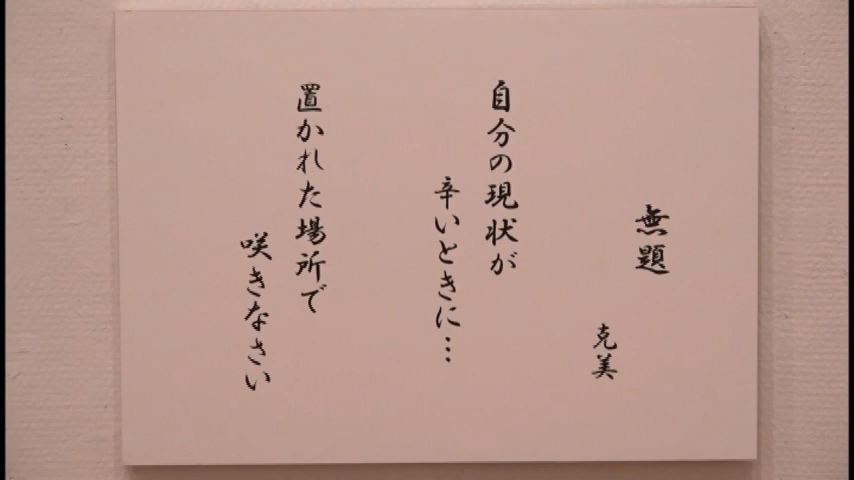 無題
克美
自分の現状が
辛いときに…
置かれた場所で
咲きなさい